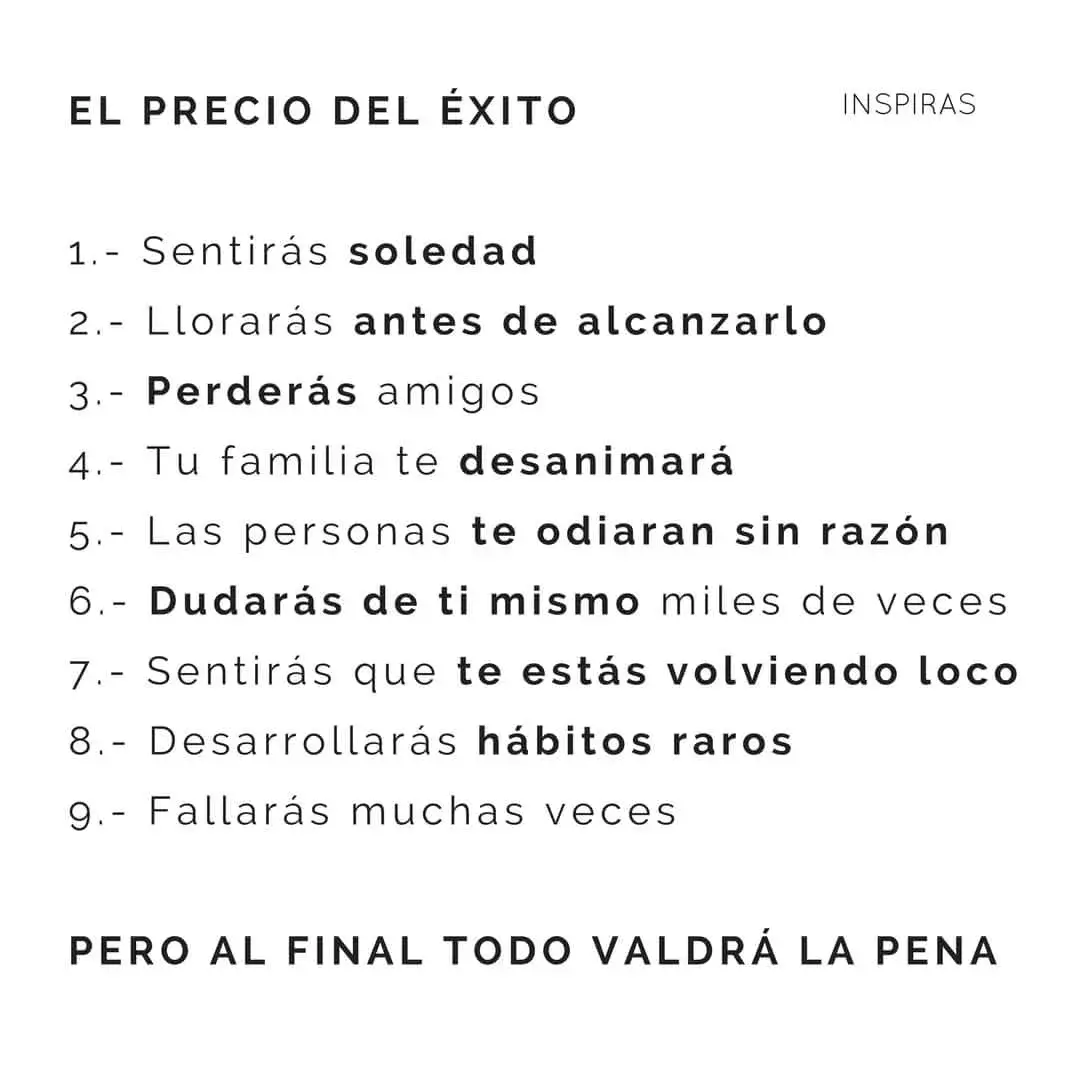 EL PRECIO DEL ÉXITO
INSPIRAS
1.- Sentirás soledad
2.- Llorarás antes de alcanzarlo
3.- Perderás amigos
4.- Tu familia te desanimará
5.- Las personas te odiaran sin razón
6.- Dudarás de ti mismo miles de veces
7.- Sentirás que te estás volviendo loco
8.- Desarrollarás hábitos raros
9.- Fallarás muchas veces
PERO AL FINAL TODO VALDRÁ LA PENA